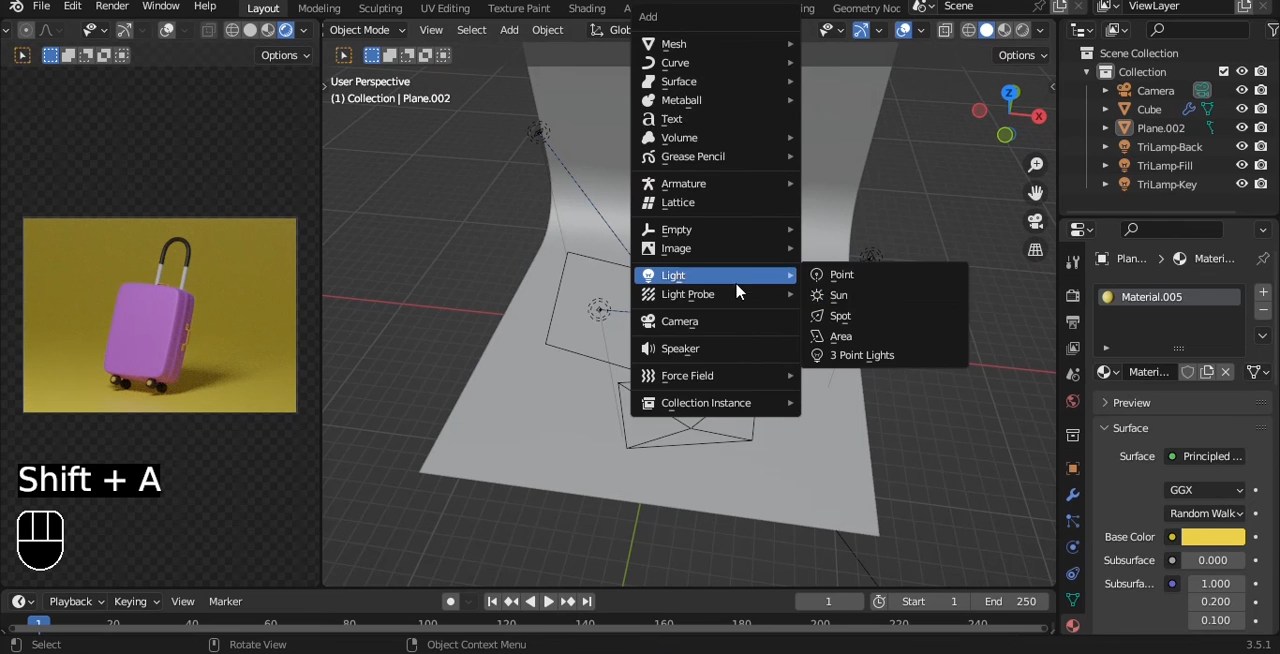 File Edit Render Window Help Layout Modeling Sculpting UV Editing Texture Paint Shading A ing Geometry Noc Scene ViewLayer
Object Mode View Select Add Object Glob
Options
Options
User Perspective
(1) Collection | Plane.002
Add
Mesh
Curve
Surface
Metaball
Text
Volume
Grease Pencil
Armature
Lattice
Empty
Image
Light
Light Probe
Camera
Speaker
Force Field
Collection Instance
Point
Sun
Spot
Area
3 Point Lights
Z
X
Scene Collection
Collection
Camera
Cube
Plane.002
TriLamp-Back
TriLamp-Fill
TriLamp-Key
Plan... Materi...
Material.005
Materi...
Preview
Surface
Surface Principled ...
GGX
Random Walk
Base Color
Subsurface 0.000
Subsurfa... 1.000
0.200
0.100
Shift + A
Playback Keying View Marker 1 Start 1 End 250
1 20 40 60 80 100 120 140 160 180 200 220 240
Select Rotate View Object Context Menu 3.5.1